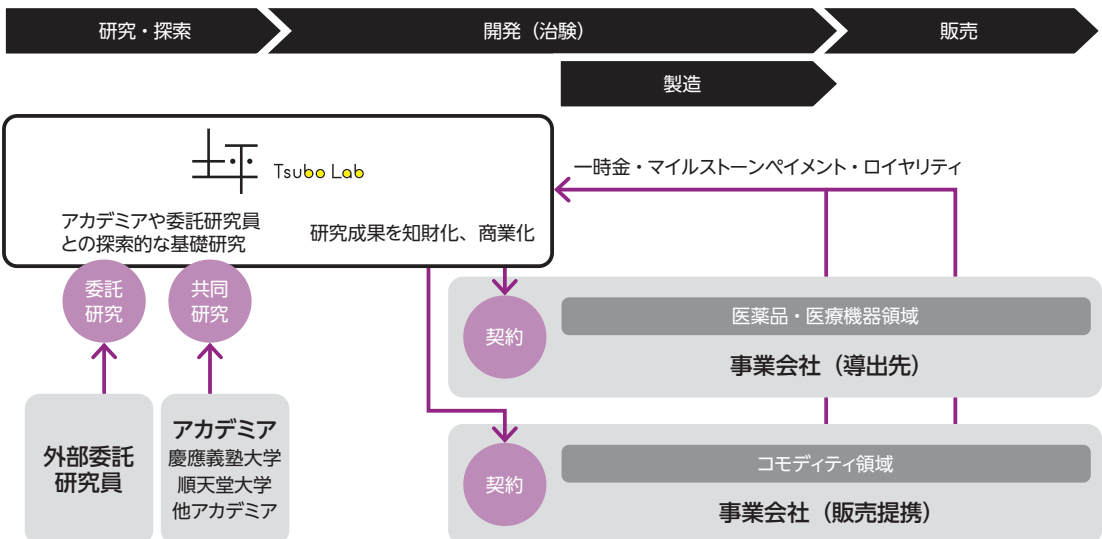 研究・探索
開発（治験）
販売
製造
坪
Tsubo Lab
一時金・マイルストーンペイメント・ロイヤリティ
アカデミアや委託研究員
との探索的な基礎研究
研究成果を知財化、商業化
委託
研究
共同
研究
契約
医薬品・医療機器領域
事業会社（導出先）
外部委託
研究員
アカデミア
慶應義塾大学
順天堂大学
他アカデミア
契約
コモディティ領域
事業会社（販売提携）